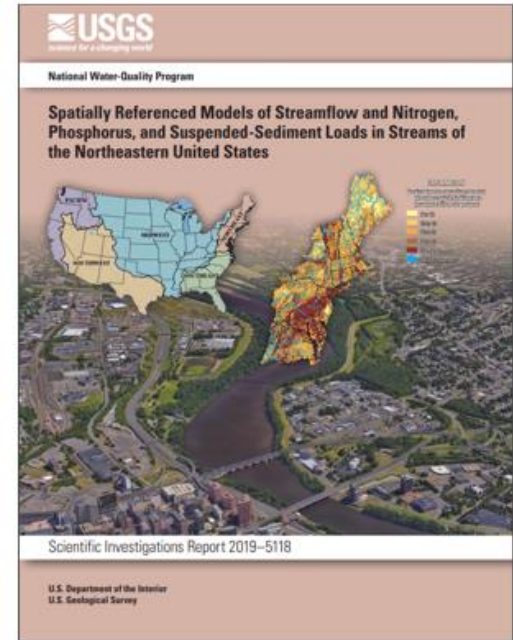 USGS
science for a changing world
National Water-Quality Program
Spatially Referenced Models of Streamflow and Nitrogen,
Phosphorus, and Suspended-Sediment Loads in Streams of
the Northeastern United States
PACIFIC
MIDWEST
SOUTHWEST
Scientific Investigations Report 2019–5118
U.S. Department of the Interior
U.S. Geological Survey